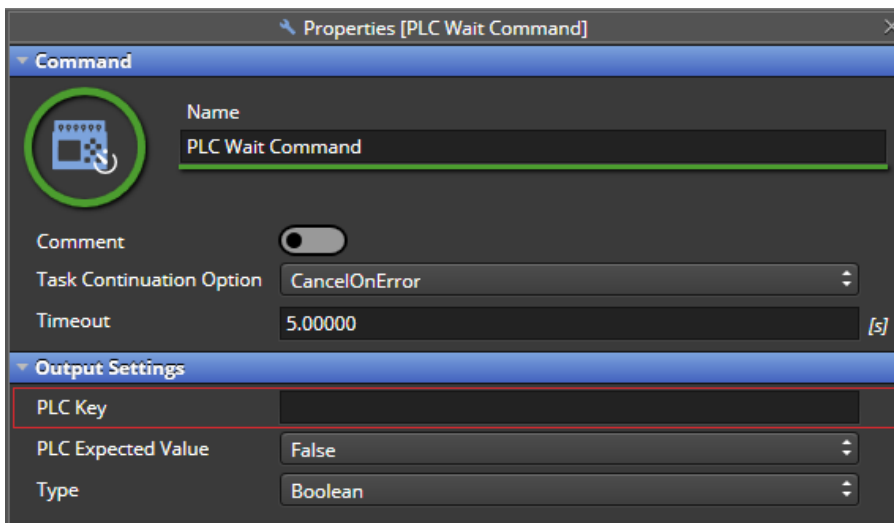 Properties [PLC Wait Command]
Command
Name
PLC Wait Command
Comment
Task Continuation Option CancelOnError
Timeout 5.00000 [s]
Output Settings
PLC Key
PLC Expected Value False
Type Boolean